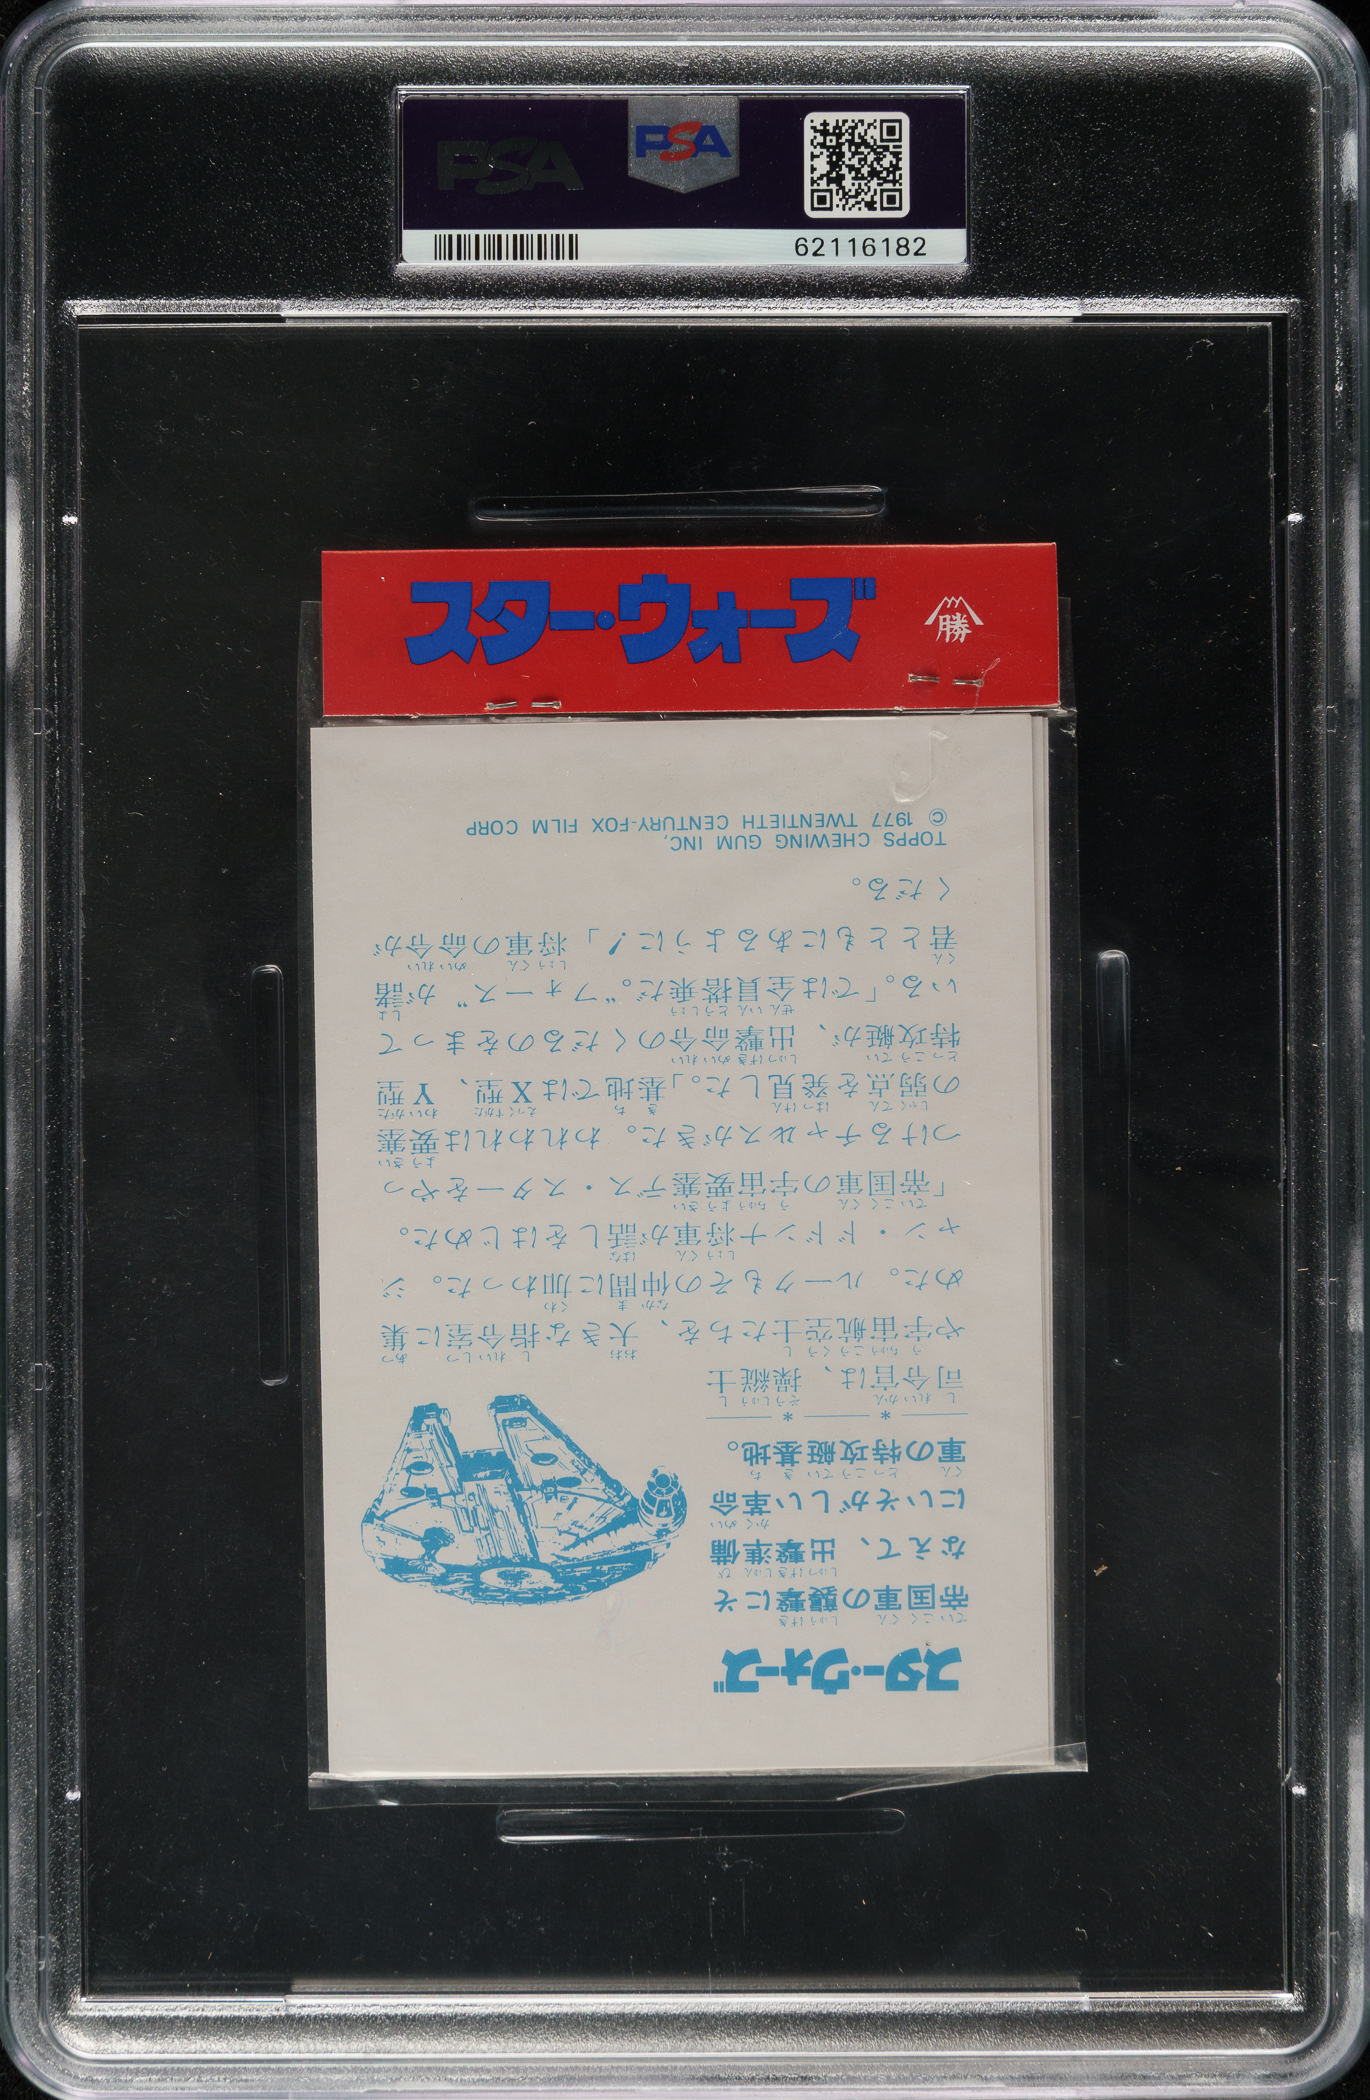 PSA
PSA
62116182
スター・ウォーズ
勝
スター・ウォーズ
帝国軍の襲撃にそ
なえて、出撃準備
にいそがしい革命
軍の特攻艇基地。
司令官は、操縦士
や宇宙航空士たちを、大きな指令室に集
めた。ルークもその仲間に加わった。ジ
ャン・ドドンナ将軍が話しをはじめた。
「帝国軍の宇宙要塞デス・スターをやっ
つけるチャンスがきた。われわれは要塞
の弱点を発見した。」基地ではX型、Y型
特攻艇が、出撃命令のくだるのをまって
いる。「では全員搭乗だ。“フォース”が諸
君とともにあるように!」将軍の命令が
くだる。
TOPPS CHEWING GUM INC,
© 1977 TWENTIETH CENTURY-FOX FILM CORP